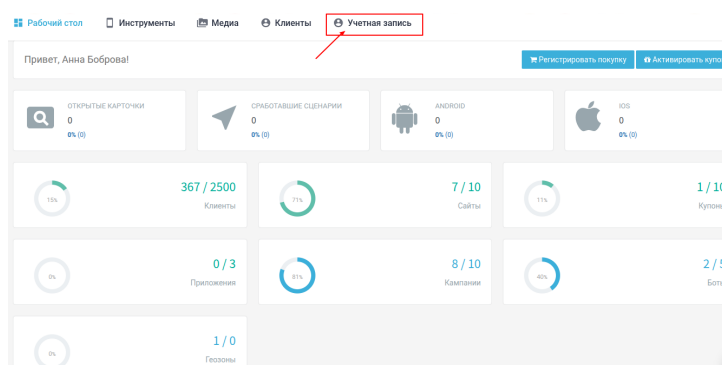 Рабочий стол Инструменты Медиа Клиенты Учетная запись
Привет, Анна Боброва! Регистрировать покупку Активировать купо
ОТКРЫТЫЕ КАРТОЧКИ СРАБОТАВШИЕ СЦЕНАРИИ ANDROID IOS
0 0 0 0
0% (0) 0% (0) 0% (0) 0% (0)
367 / 2500 7 / 10 1 / 10
15% 71% 11%
Клиенты Сайты Купоны
0 / 3 8 / 10 2 / 5
0% 81% 40%
Приложения Кампании Боты
1 / 0
0%
Геозоны